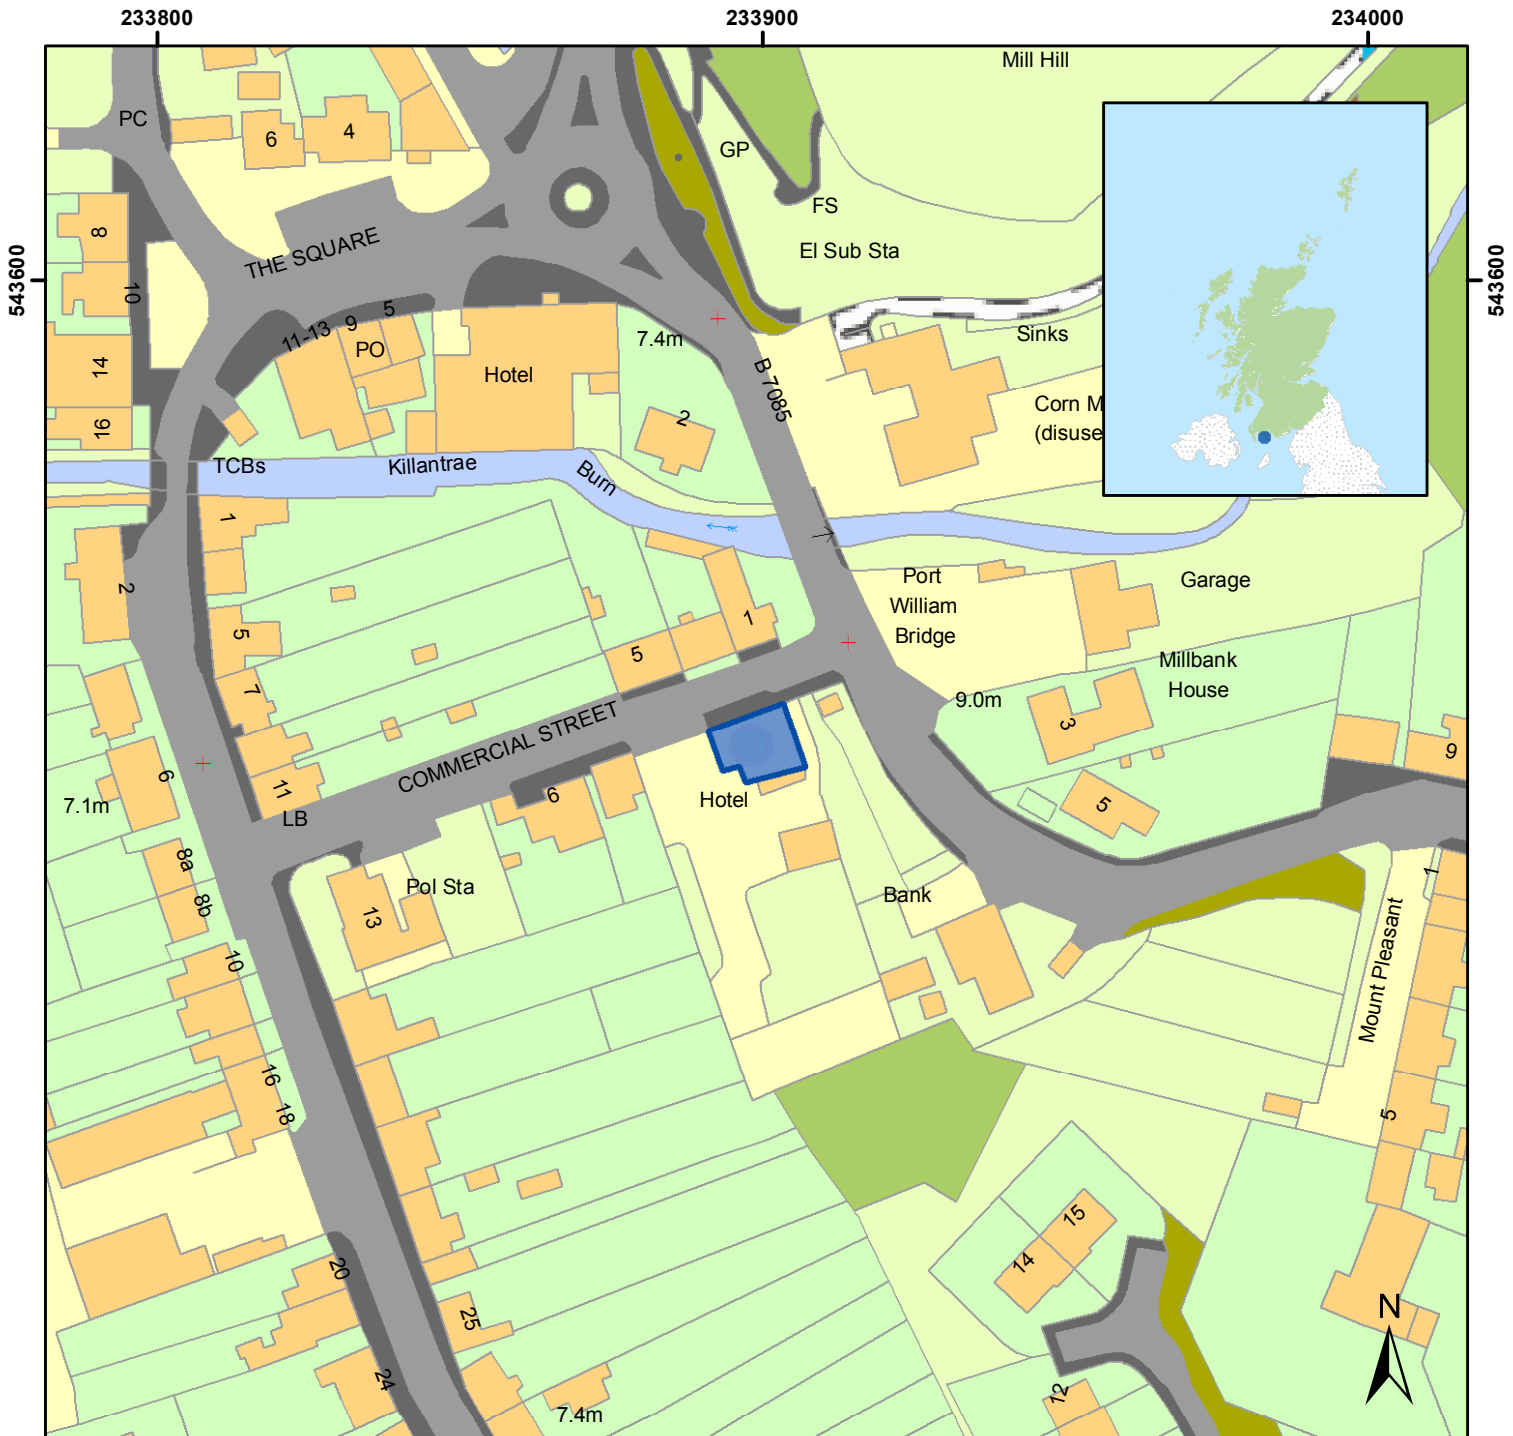 233800
233900
234000
Mill Hill
PC
6
4
GP
FS
8
THE SQUARE
El Sub Sta
543600
543600
10
5
9
11-13
PO
7.4m
Sinks
14
Hotel
B 7085
Corn M
(disuse
2
16
TCBs
Killantrae
Burn
1
2
Port
William
Bridge
Garage
1
5
5
Millbank
House
7
9.0m
3
COMMERCIAL STREET
9
6
11
7.1m
LB
6
Hotel
5
8a
8b
Pol Sta
13
Bank
1
10
Mount Pleasant
16
18
5
15
14
20
25
N
24
12
7.4m